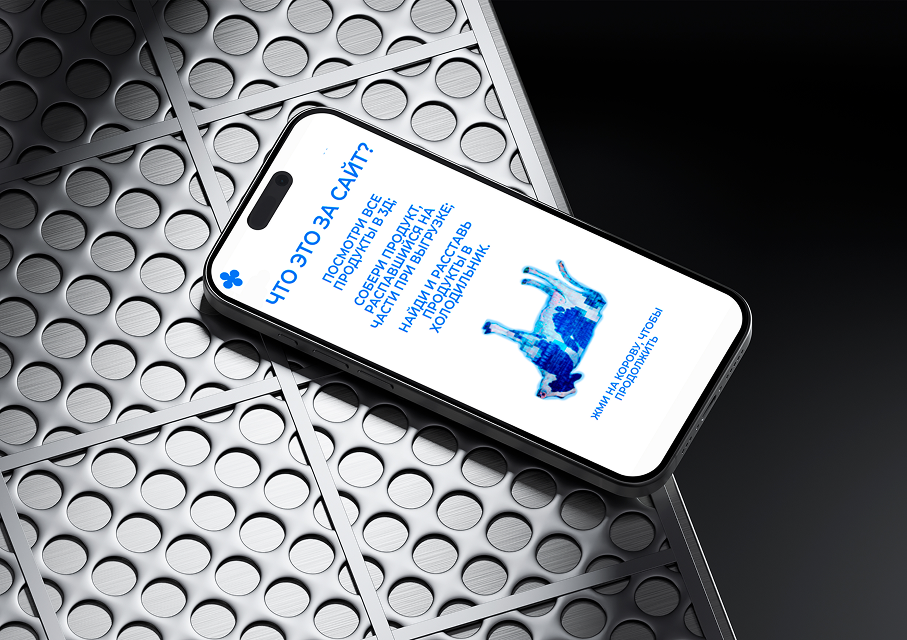 ЧТО ЭТО ЗА САЙТ?
ПОСМОТРИ ВСЕ
ПРОДУКТЫ В 3Д;
СОБЕРИ ПРОДУКТ,
РАСПАВШИЙСЯ НА
ЧАСТИ ПРИ ВЫГРУЗКЕ;
НАЙДИ И РАССТАВЬ
ПРОДУКТЫ В
ХОЛОДИЛЬНИК.
ЖМИ НА КОРОВУ, ЧТОБЫ
ПРОДОЛЖИТЬ